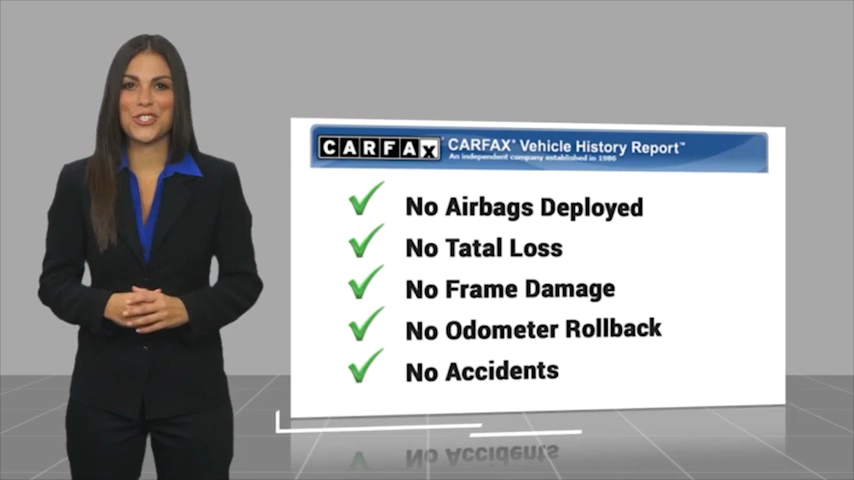 CARFAX CARFAX® Vehicle History Report™
An independent company established in 1986
No Airbags Deployed
No Tatal Loss
No Frame Damage
No Odometer Rollback
No Accidents
No Accidents